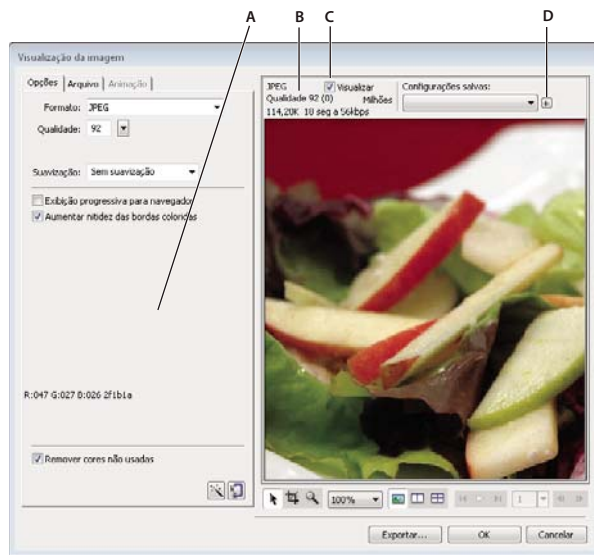 A B C D
Visualização da imagem
Opções Arquivo Animação
Formato: JPEG
Qualidade: 92
Suavização: Sem suavização
Exibição progressiva para navegador
Aumentar nitidez das bordas coloridas
R:047 G:027 B:026 2f1b1a
Remover cores não usadas
JPEG Visualizar Configurações salvas:
Qualidade 92 (0) Milhões
114,20K 18 seg a 56kbps
100% 1
Exportar... OK Cancelar